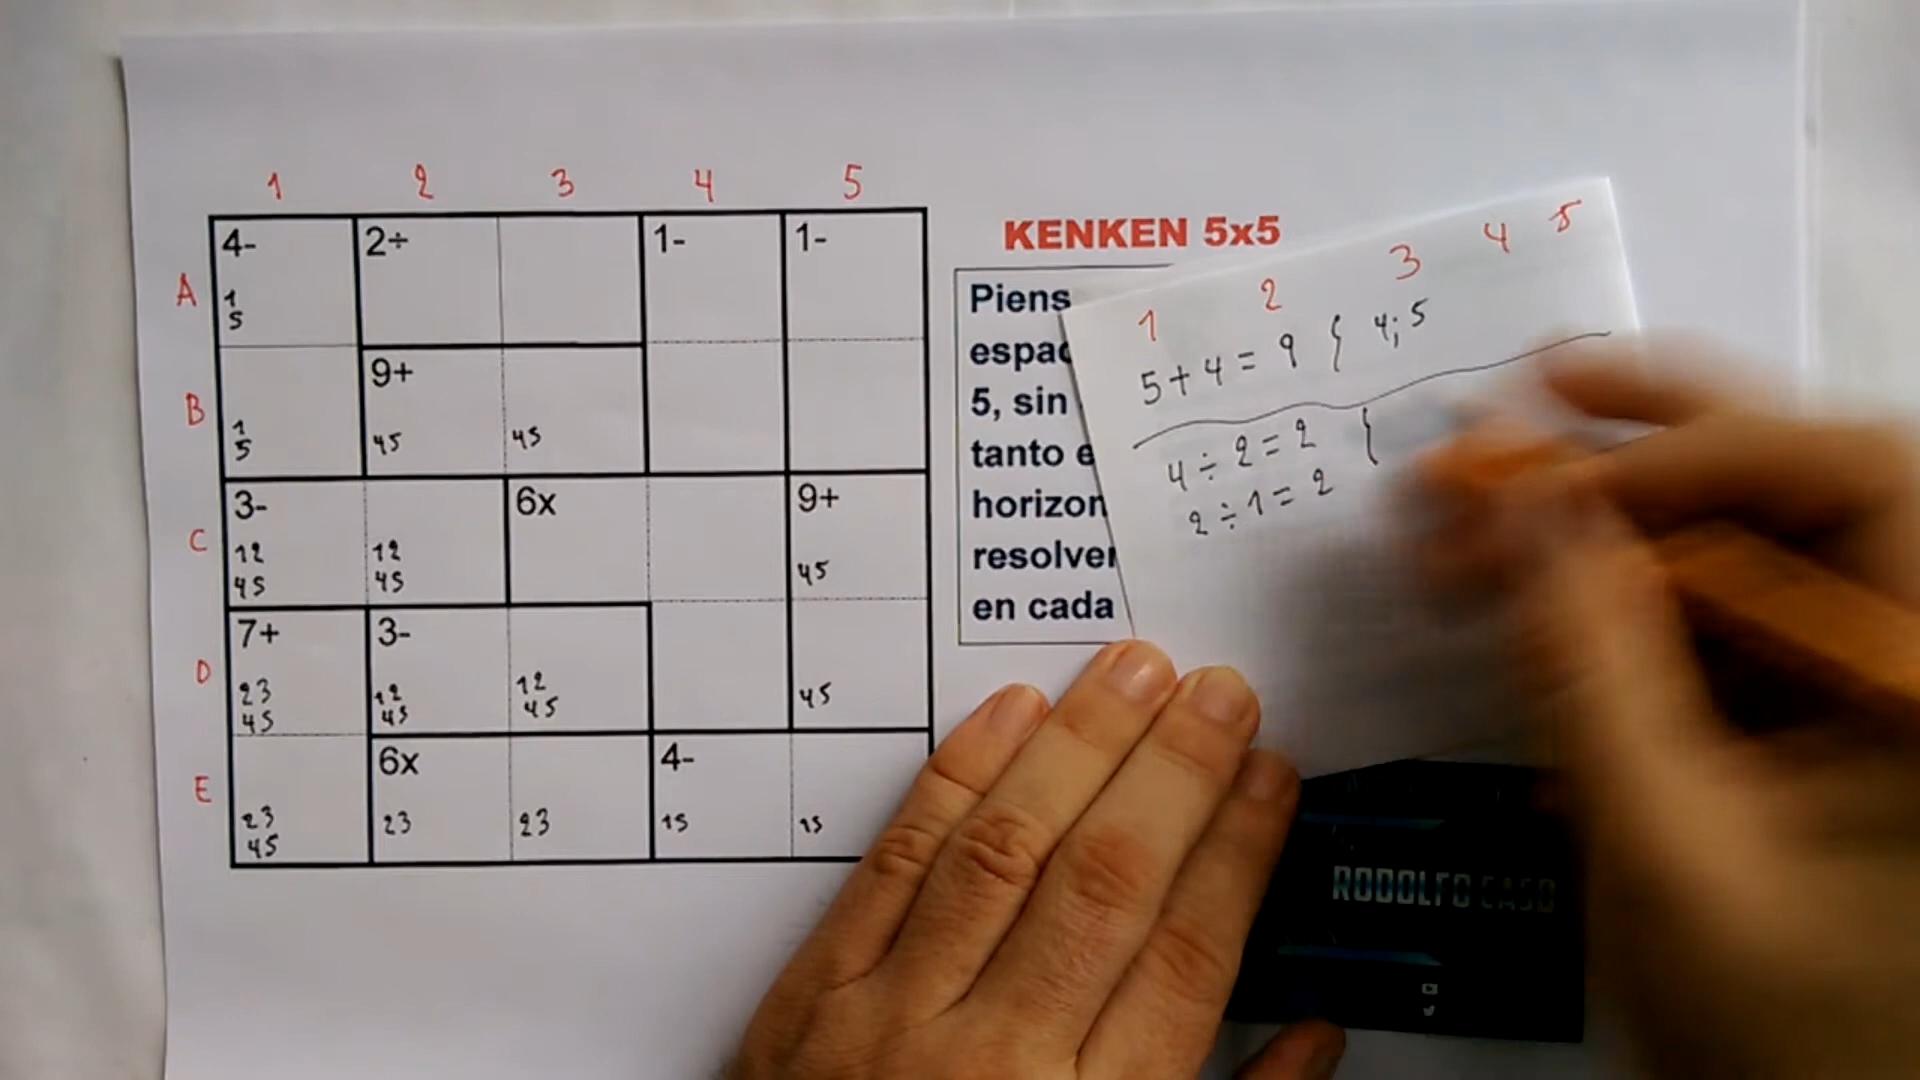 1 2 3 4 5
A 4- 2÷ 1- 1-
1
5
B 9+
1
5 45 45
C 3- 6x 9+
12 12 45
45 45
D 7+ 3-
23 12 12 45
45 45 45
E 6x 4-
23 23 23 15 15
45
KENKEN 5x5
Piens
espac
5, sin
tanto e
horizon
resolver
en cada
1 2 3 4 5
5+4=9 { 4;5
4÷2=2 {
2÷1=2
RODOLFO CASO